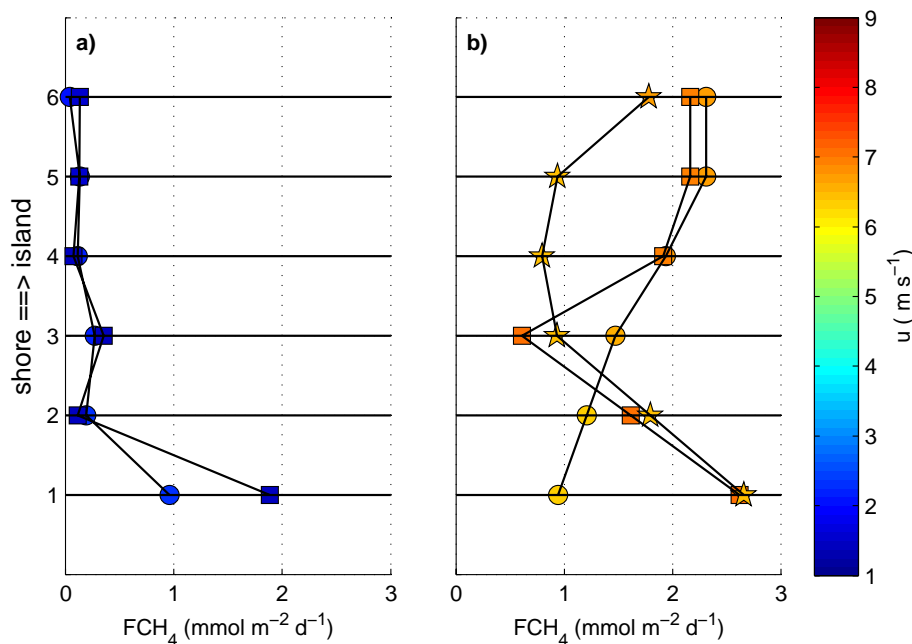 a)
b)
6
5
4
3
2
1
shore ==> island
0 1 2 3
FCH₄ (mmol m⁻² d⁻¹)
0 1 2 3
FCH₄ (mmol m⁻² d⁻¹)
9
8
7
6
5
4
3
2
1
u ( m s⁻¹)